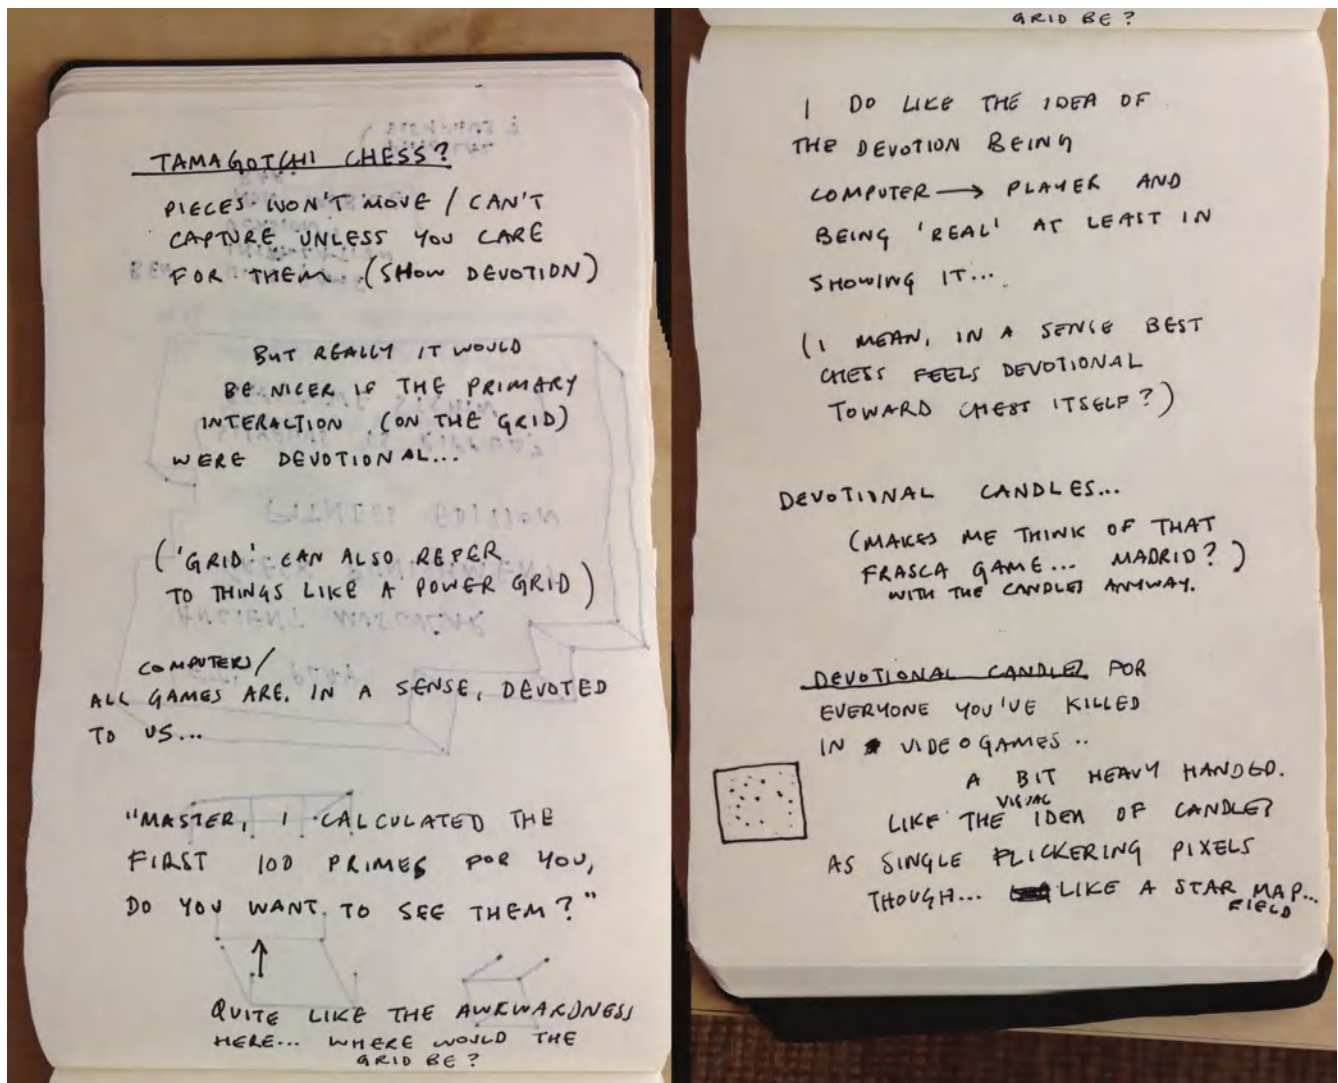 TAMAGOTCHI CHESS?
PIECES WON'T MOVE / CAN'T
CAPTURE UNLESS YOU CARE
FOR THEM. (SHOW DEVOTION)
BUT REALLY IT WOULD
BE NICER IF THE PRIMARY
INTERACTION (ON THE GRID)
WERE DEVOTIONAL...
('GRID' CAN ALSO REFER
TO THINGS LIKE A POWER GRID)
COMPUTERS/
ALL GAMES ARE, IN A SENSE, DEVOTED
TO US...
"MASTER, I CALCULATED THE
FIRST 100 PRIMES FOR YOU,
DO YOU WANT TO SEE THEM?"
↑
QUITE LIKE THE AWKWARDNESS
HERE... WHERE WOULD THE
GRID BE?
GRID BE?
I DO LIKE THE IDEA OF
THE DEVOTION BEING
COMPUTER → PLAYER AND
BEING 'REAL' AT LEAST IN
SHOWING IT...
(I MEAN, IN A SENSE BEST
CHESS FEELS DEVOTIONAL
TOWARD CHESS ITSELF?)
DEVOTIONAL CANDLES...
(MAKES ME THINK OF THAT
FRASCA GAME... MADRID?)
WITH THE CANDLES ANYWAY.
DEVOTIONAL CANDLES FOR
EVERYONE YOU'VE KILLED
IN VIDEOGAMES..
A BIT HEAVY HANDED.
LIKE THE VISUAL IDEA OF CANDLES
AS SINGLE FLICKERING PIXELS
THOUGH... LIKE A STAR MAP...
FIELD